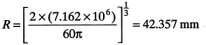 R = [ 2×(7.162×10⁶) / 60π ]^(1/3) = 42.357 mm